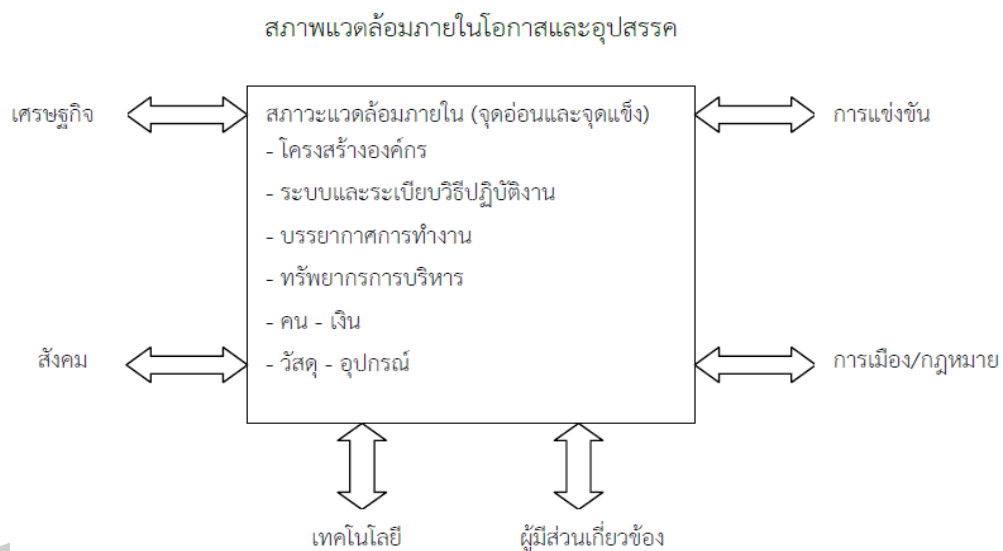 สภาพแวดล้อมภายในโอกาสและอุปสรรค
เศรษฐกิจ
สภาวะแวดล้อมภายใน (จุดอ่อนและจุดแข็ง)
การแข่งขัน
- โครงสร้างองค์กร
- ระบบและระเบียบวิธีปฏิบัติงาน
- บรรยากาศการทำงาน
- ทรัพยากรการบริหาร
- คน - เงิน
สังคม
- วัสดุ - อุปกรณ์
การเมือง/กฎหมาย
เทคโนโลยี
ผู้มีส่วนเกี่ยวข้อง